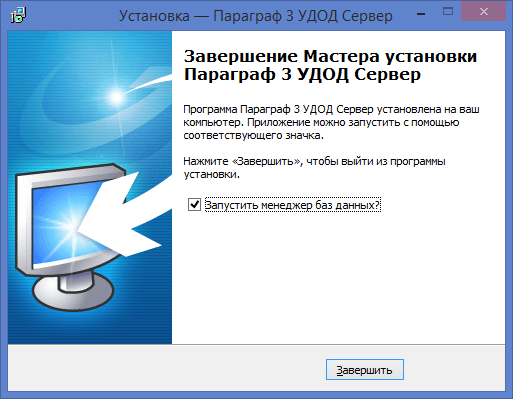 Установка — Параграф 3 УДОД Сервер
Завершение Мастера установки
Параграф 3 УДОД Сервер
Программа Параграф 3 УДОД Сервер установлена на ваш
компьютер. Приложение можно запустить с помощью
соответствующего значка.
Нажмите «Завершить», чтобы выйти из программы
установки.
Запустить менеджер баз данных?
Завершить